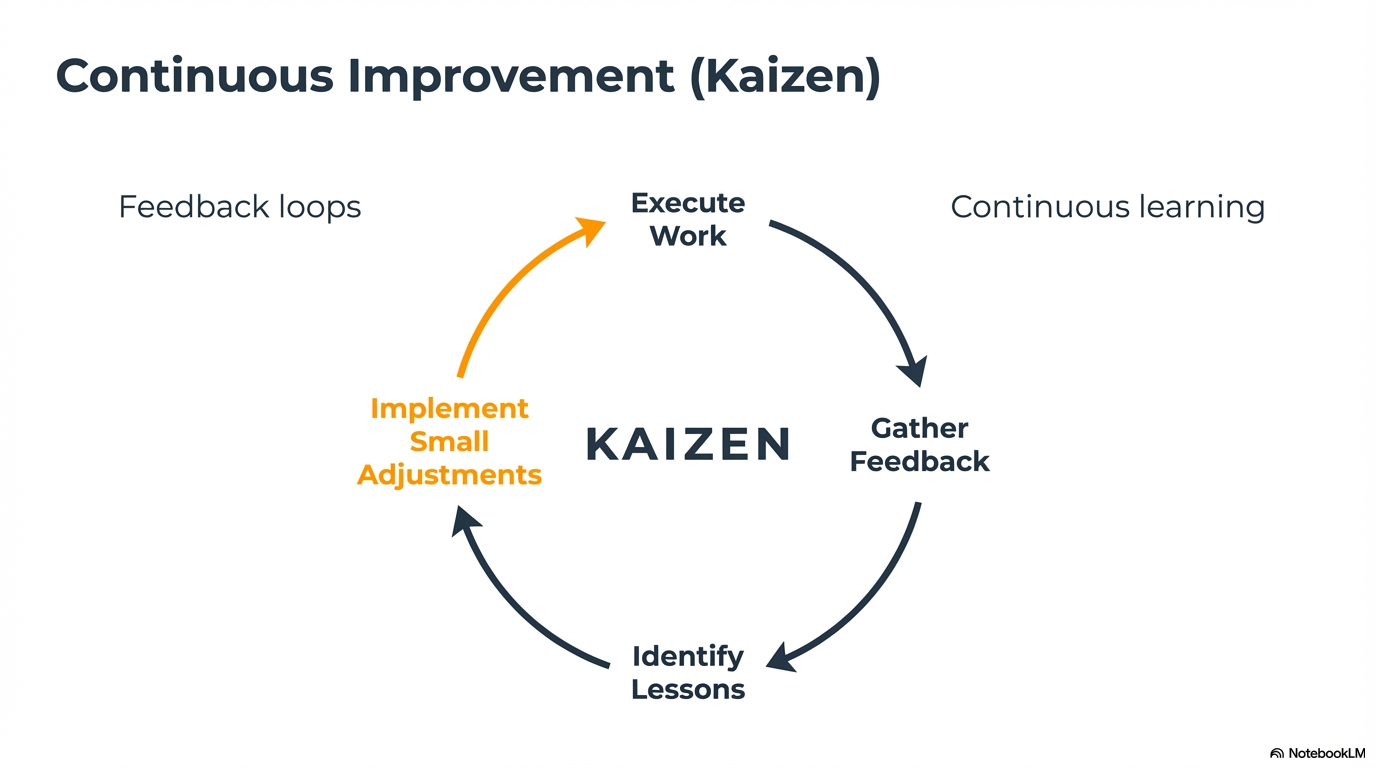 Continuous Improvement (Kaizen)
Feedback loops
Execute
Work
Continuous learning
Implement
Small
Adjustments
KAIZEN
Gather
Feedback
Identify
Lessons
NotebookLM